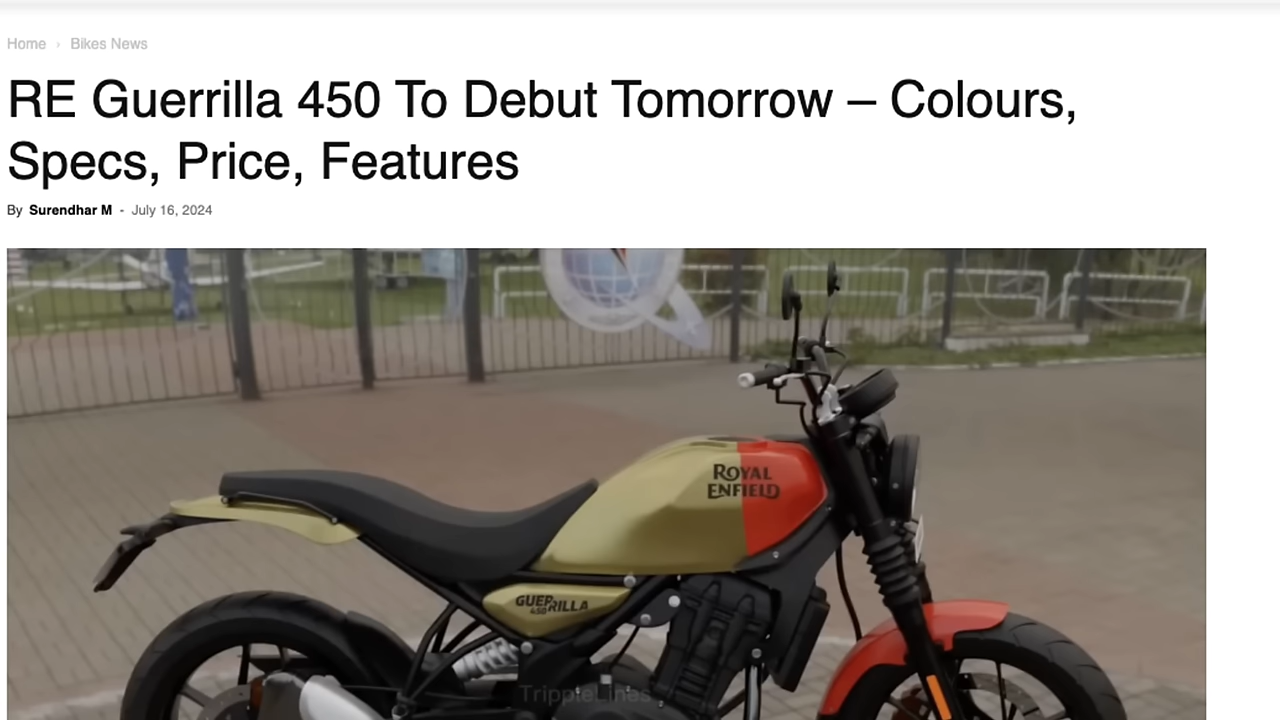 Home › Bikes News
RE Guerrilla 450 To Debut Tomorrow – Colours,
Specs, Price, Features
By Surendhar M - July 16, 2024
ROYAL
ENFIELD
GUERRILLA
450
TrippleLines